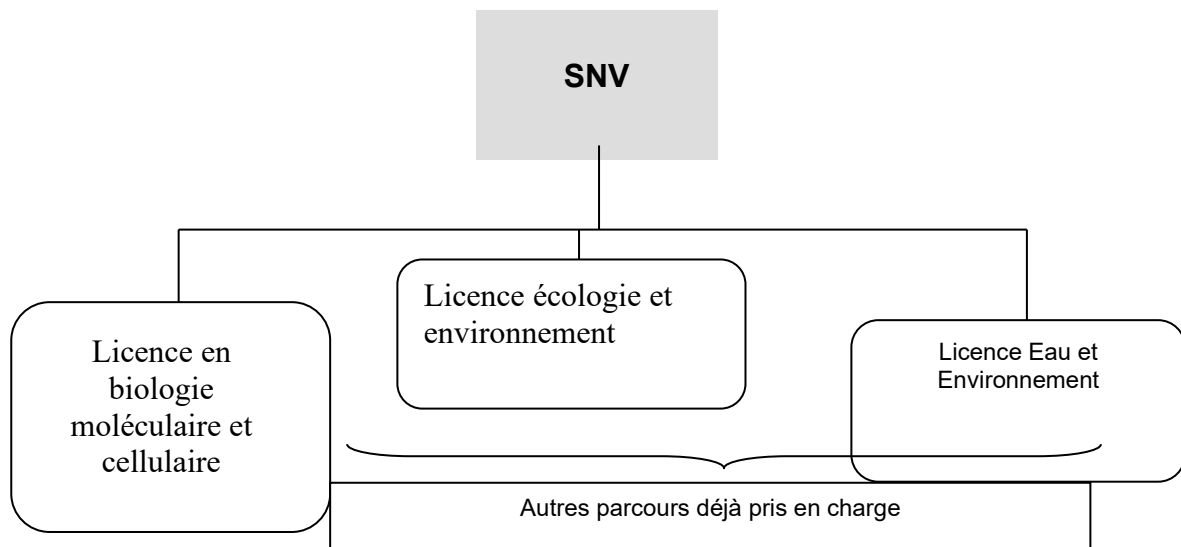 SNV
Licence écologie et
environnement
Licence en
biologie
moléculaire et
cellulaire
Licence Eau et
Environnement
Autres parcours déjà pris en charge